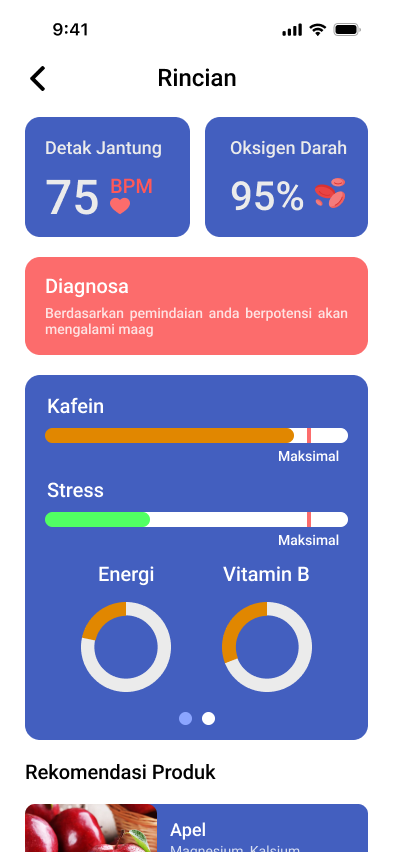 9:41
Rincian
Detak Jantung
75 BPM
Oksigen Darah
95%
Diagnosa
Berdasarkan pemindaian anda berpotensi akan
mengalami maag
Kafein
Maksimal
Stress
Maksimal
Energi
Vitamin B
Rekomendasi Produk
Apel
Magnesium, Kalsium